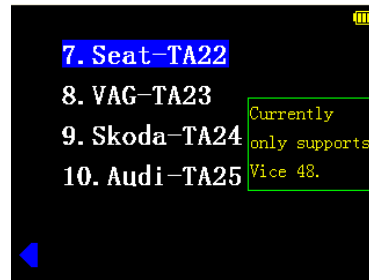 7. Seat-TA22
8. VAG-TA23
9. Skoda-TA24
10. Audi-TA25
Currently
only supports
Vice 48.